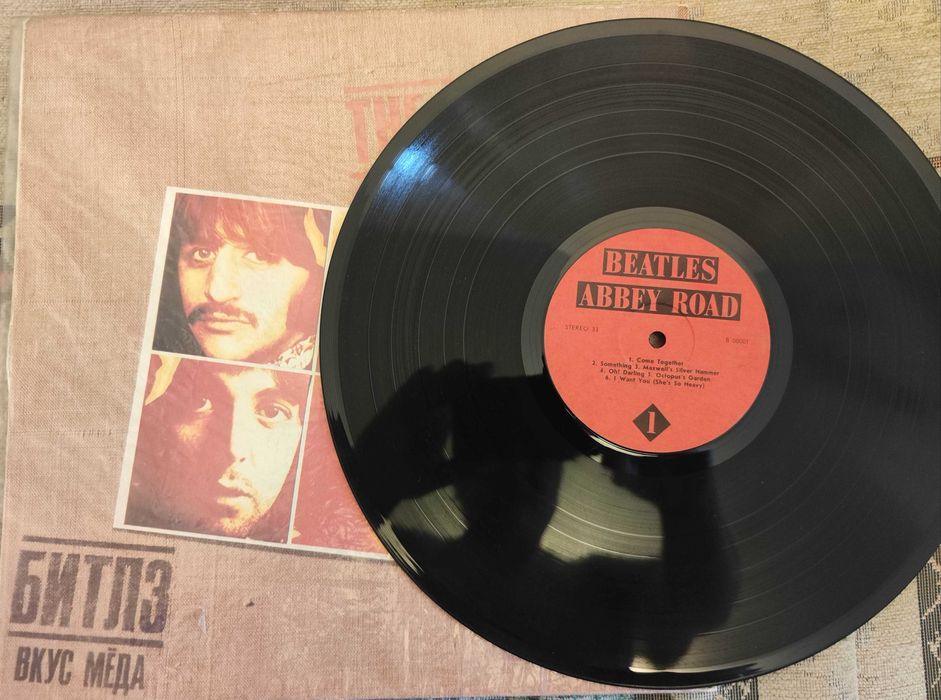 BEATLES
ABBEY ROAD
STEREO 33
B 00001
1. Come Together
2. Something 3. Maxwell's Silver Hammer
4. Oh! Darling 5. Octopus's Garden
6. I Want You (She's So Heavy)
1
БИТЛЗ
ВКУС МЁДА